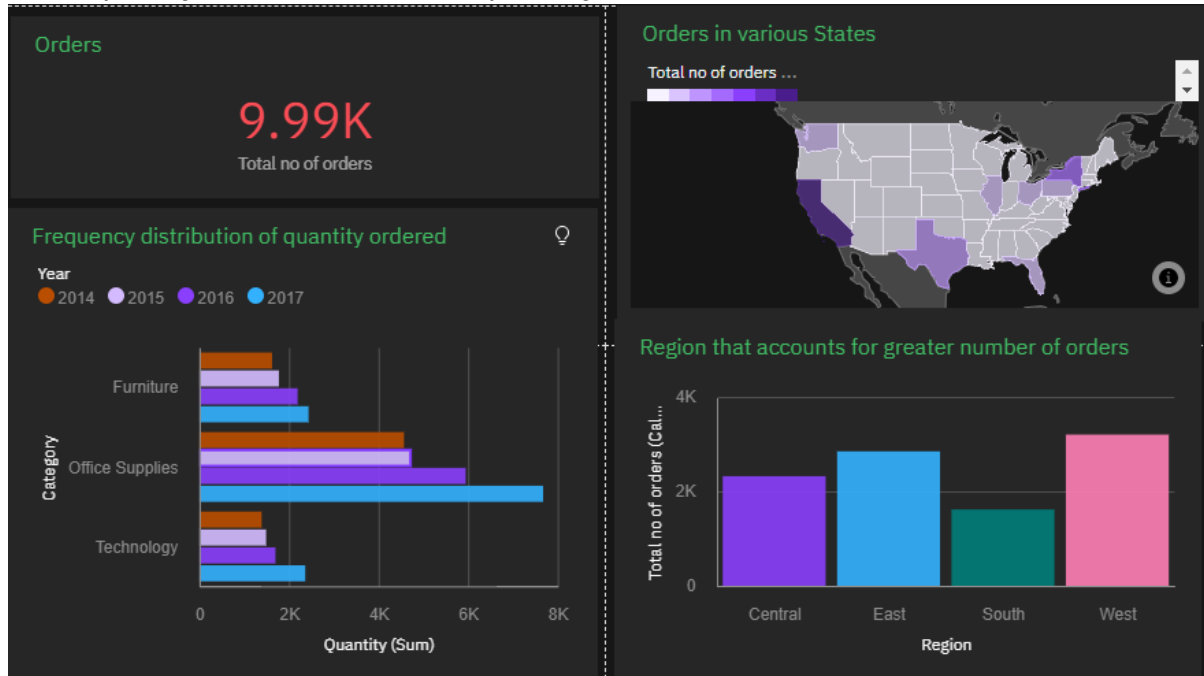 Orders
9.99K
Total no of orders
Frequency distribution of quantity ordered
Year
2014 2015 2016 2017
Category
Furniture
Office Supplies
Technology
0 2K 4K 6K 8K
Quantity (Sum)
Orders in various States
Total no of orders ...
Region that accounts for greater number of orders
Total no of orders (Cal...
4K
2K
0
Central East South West
Region